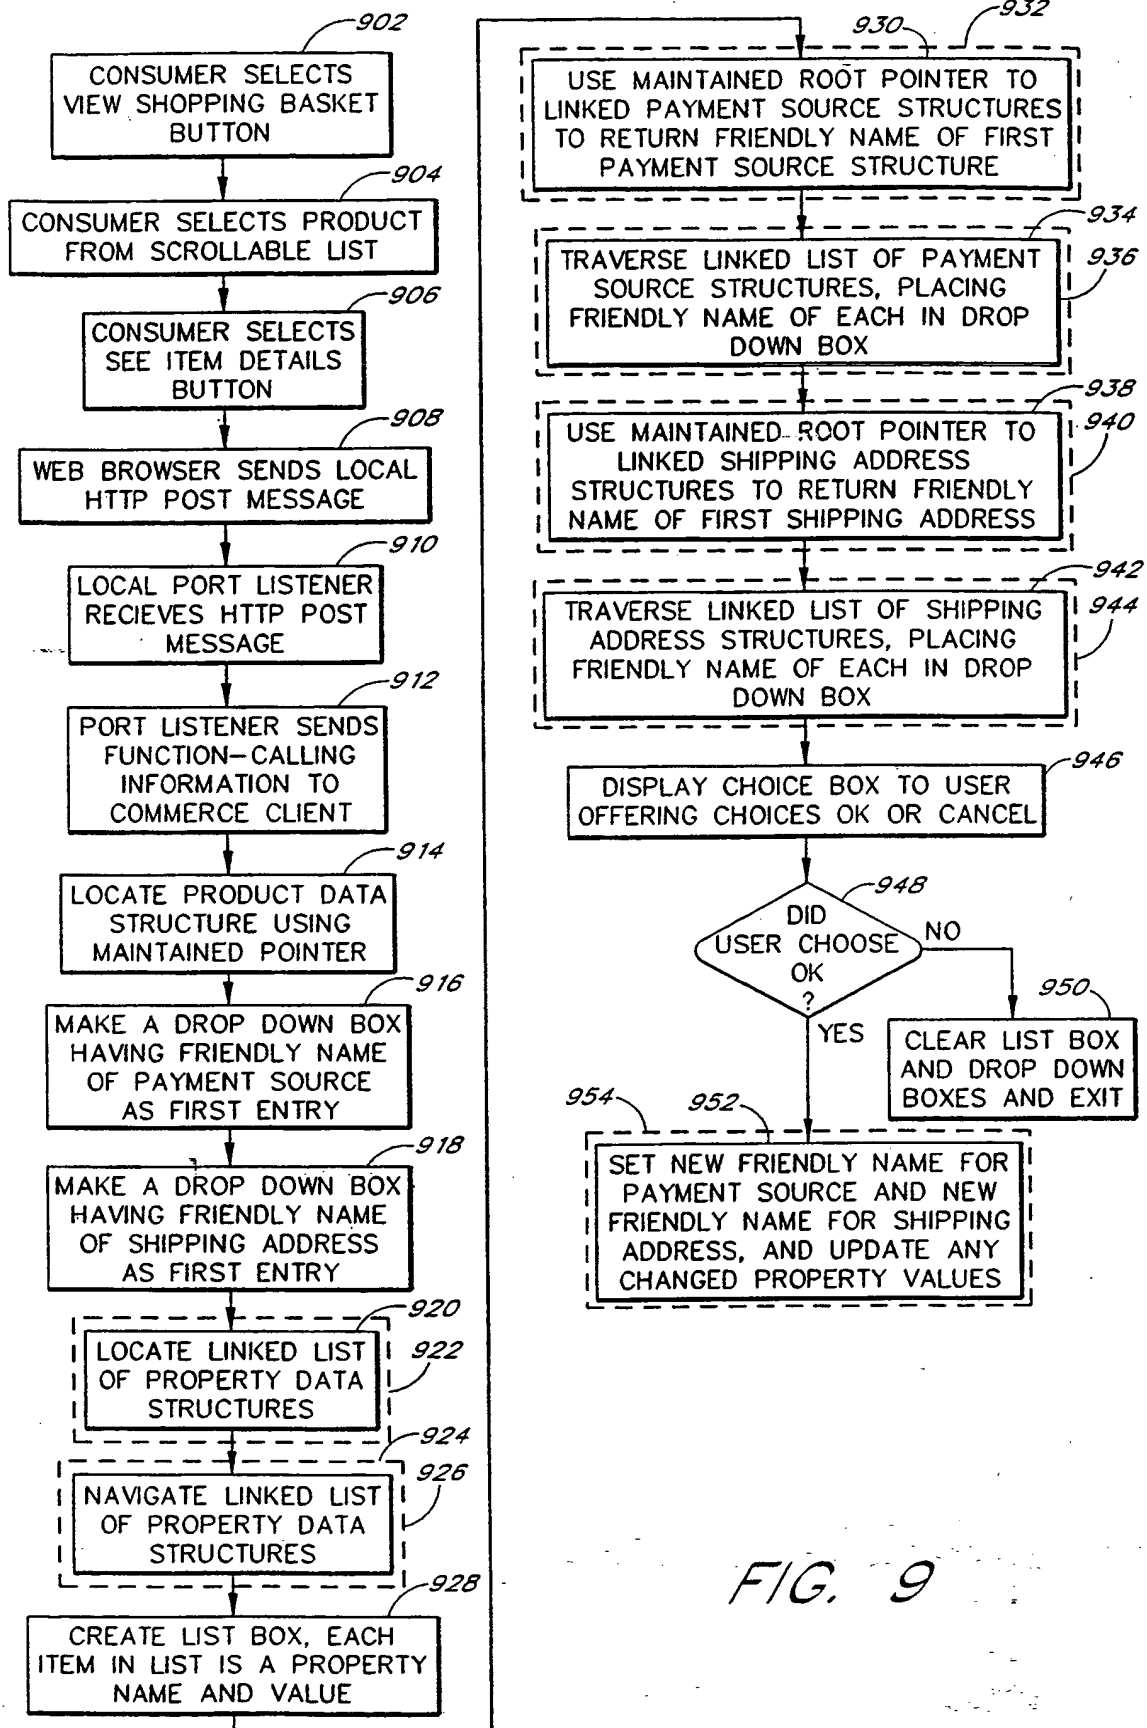 902
CONSUMER SELECTS
VIEW SHOPPING BASKET
BUTTON
904
CONSUMER SELECTS PRODUCT
FROM SCROLLABLE LIST
906
CONSUMER SELECTS
SEE ITEM DETAILS
BUTTON
908
WEB BROWSER SENDS LOCAL
HTTP POST MESSAGE
910
LOCAL PORT LISTENER
RECIEVES HTTP POST
MESSAGE
912
PORT LISTENER SENDS
FUNCTION-CALLING
INFORMATION TO
COMMERCE CLIENT
914
LOCATE PRODUCT DATA
STRUCTURE USING
MAINTAINED POINTER
916
MAKE A DROP DOWN BOX
HAVING FRIENDLY NAME
OF PAYMENT SOURCE
AS FIRST ENTRY
918
MAKE A DROP DOWN BOX
HAVING FRIENDLY NAME
OF SHIPPING ADDRESS
AS FIRST ENTRY
920
LOCATE LINKED LIST
OF PROPERTY DATA
STRUCTURES
922
924
NAVIGATE LINKED LIST
OF PROPERTY DATA
STRUCTURES
926
928
CREATE LIST BOX, EACH
ITEM IN LIST IS A PROPERTY
NAME AND VALUE
930
932
USE MAINTAINED ROOT POINTER TO
LINKED PAYMENT SOURCE STRUCTURES
TO RETURN FRIENDLY NAME OF FIRST
PAYMENT SOURCE STRUCTURE
934
TRAVERSE LINKED LIST OF PAYMENT
SOURCE STRUCTURES, PLACING
FRIENDLY NAME OF EACH IN DROP
DOWN BOX
936
938
USE MAINTAINED ROOT POINTER TO
LINKED SHIPPING ADDRESS
STRUCTURES TO RETURN FRIENDLY
NAME OF FIRST SHIPPING ADDRESS
940
942
TRAVERSE LINKED LIST OF SHIPPING
ADDRESS STRUCTURES, PLACING
FRIENDLY NAME OF EACH IN DROP
DOWN BOX
944
946
DISPLAY CHOICE BOX TO USER
OFFERING CHOICES OK OR CANCEL
948
DID
USER CHOOSE
OK
?
NO
YES
950
CLEAR LIST BOX
AND DROP DOWN
BOXES AND EXIT
954
952
SET NEW FRIENDLY NAME FOR
PAYMENT SOURCE AND NEW
FRIENDLY NAME FOR SHIPPING
ADDRESS, AND UPDATE ANY
CHANGED PROPERTY VALUES
FIG. 9